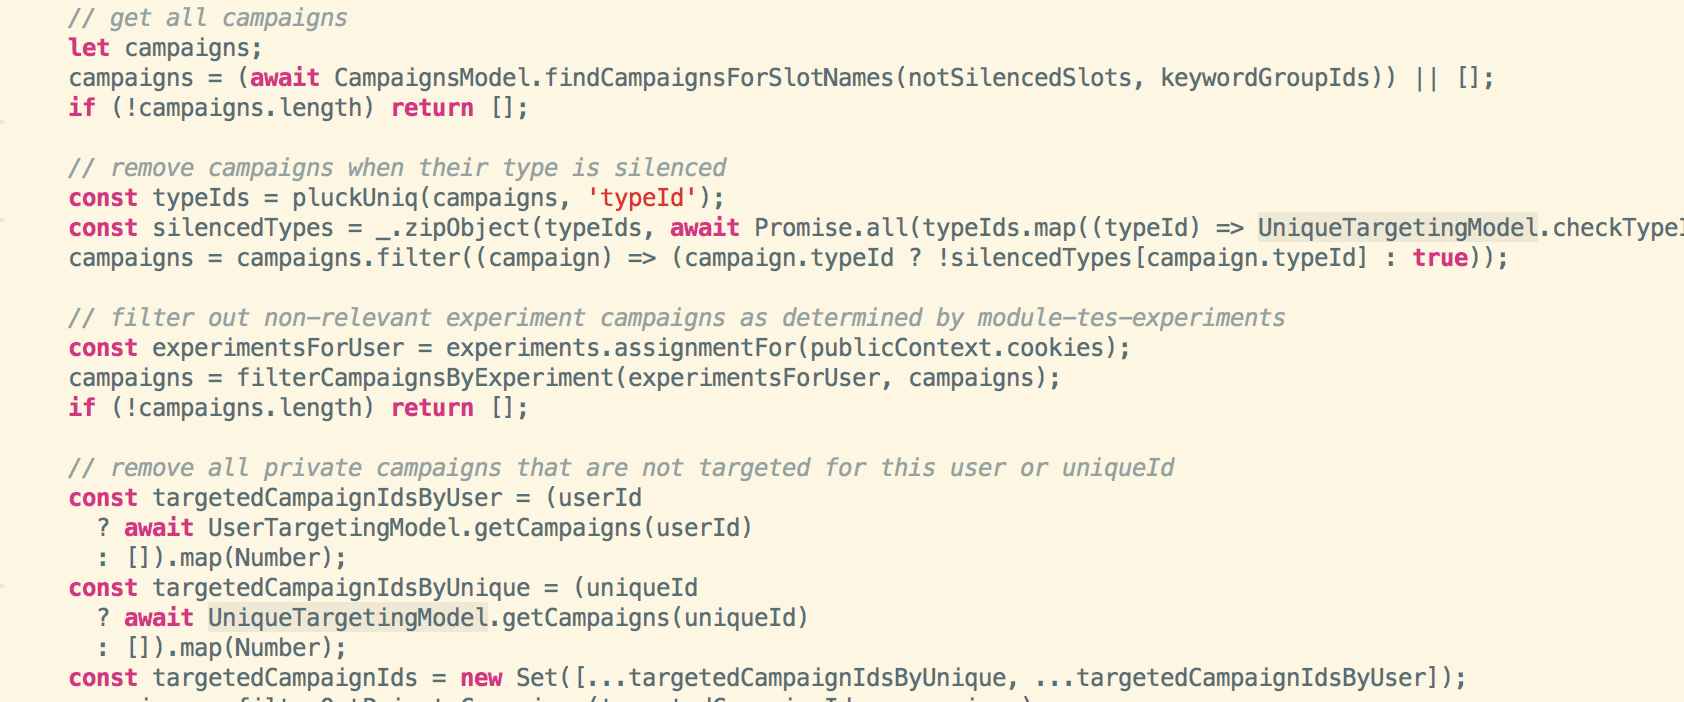 // get all campaigns
let campaigns;
campaigns = (await CampaignsModel.findCampaignsForSlotNames(notSilencedSlots, keywordGroupIds)) || [];
if (!campaigns.length) return [];
// remove campaigns when their type is silenced
const typeIds = pluckUniq(campaigns, 'typeId');
const silencedTypes = _.zipObject(typeIds, await Promise.all(typeIds.map((typeId) => UniqueTargetingModel.checkTypeI
campaigns = campaigns.filter((campaign) => (campaign.typeId ? !silencedTypes[campaign.typeId] : true));
// filter out non-relevant experiment campaigns as determined by module-tes-experiments
const experimentsForUser = experiments.assignmentFor(publicContext.cookies);
campaigns = filterCampaignsByExperiment(experimentsForUser, campaigns);
if (!campaigns.length) return [];
// remove all private campaigns that are not targeted for this user or uniqueId
const targetedCampaignIdsByUser = (userId
? await UserTargetingModel.getCampaigns(userId)
: []).map(Number);
const targetedCampaignIdsByUnique = (uniqueId
? await UniqueTargetingModel.getCampaigns(uniqueId)
: []).map(Number);
const targetedCampaignIds = new Set([...targetedCampaignIdsByUnique, ...targetedCampaignIdsByUser]);